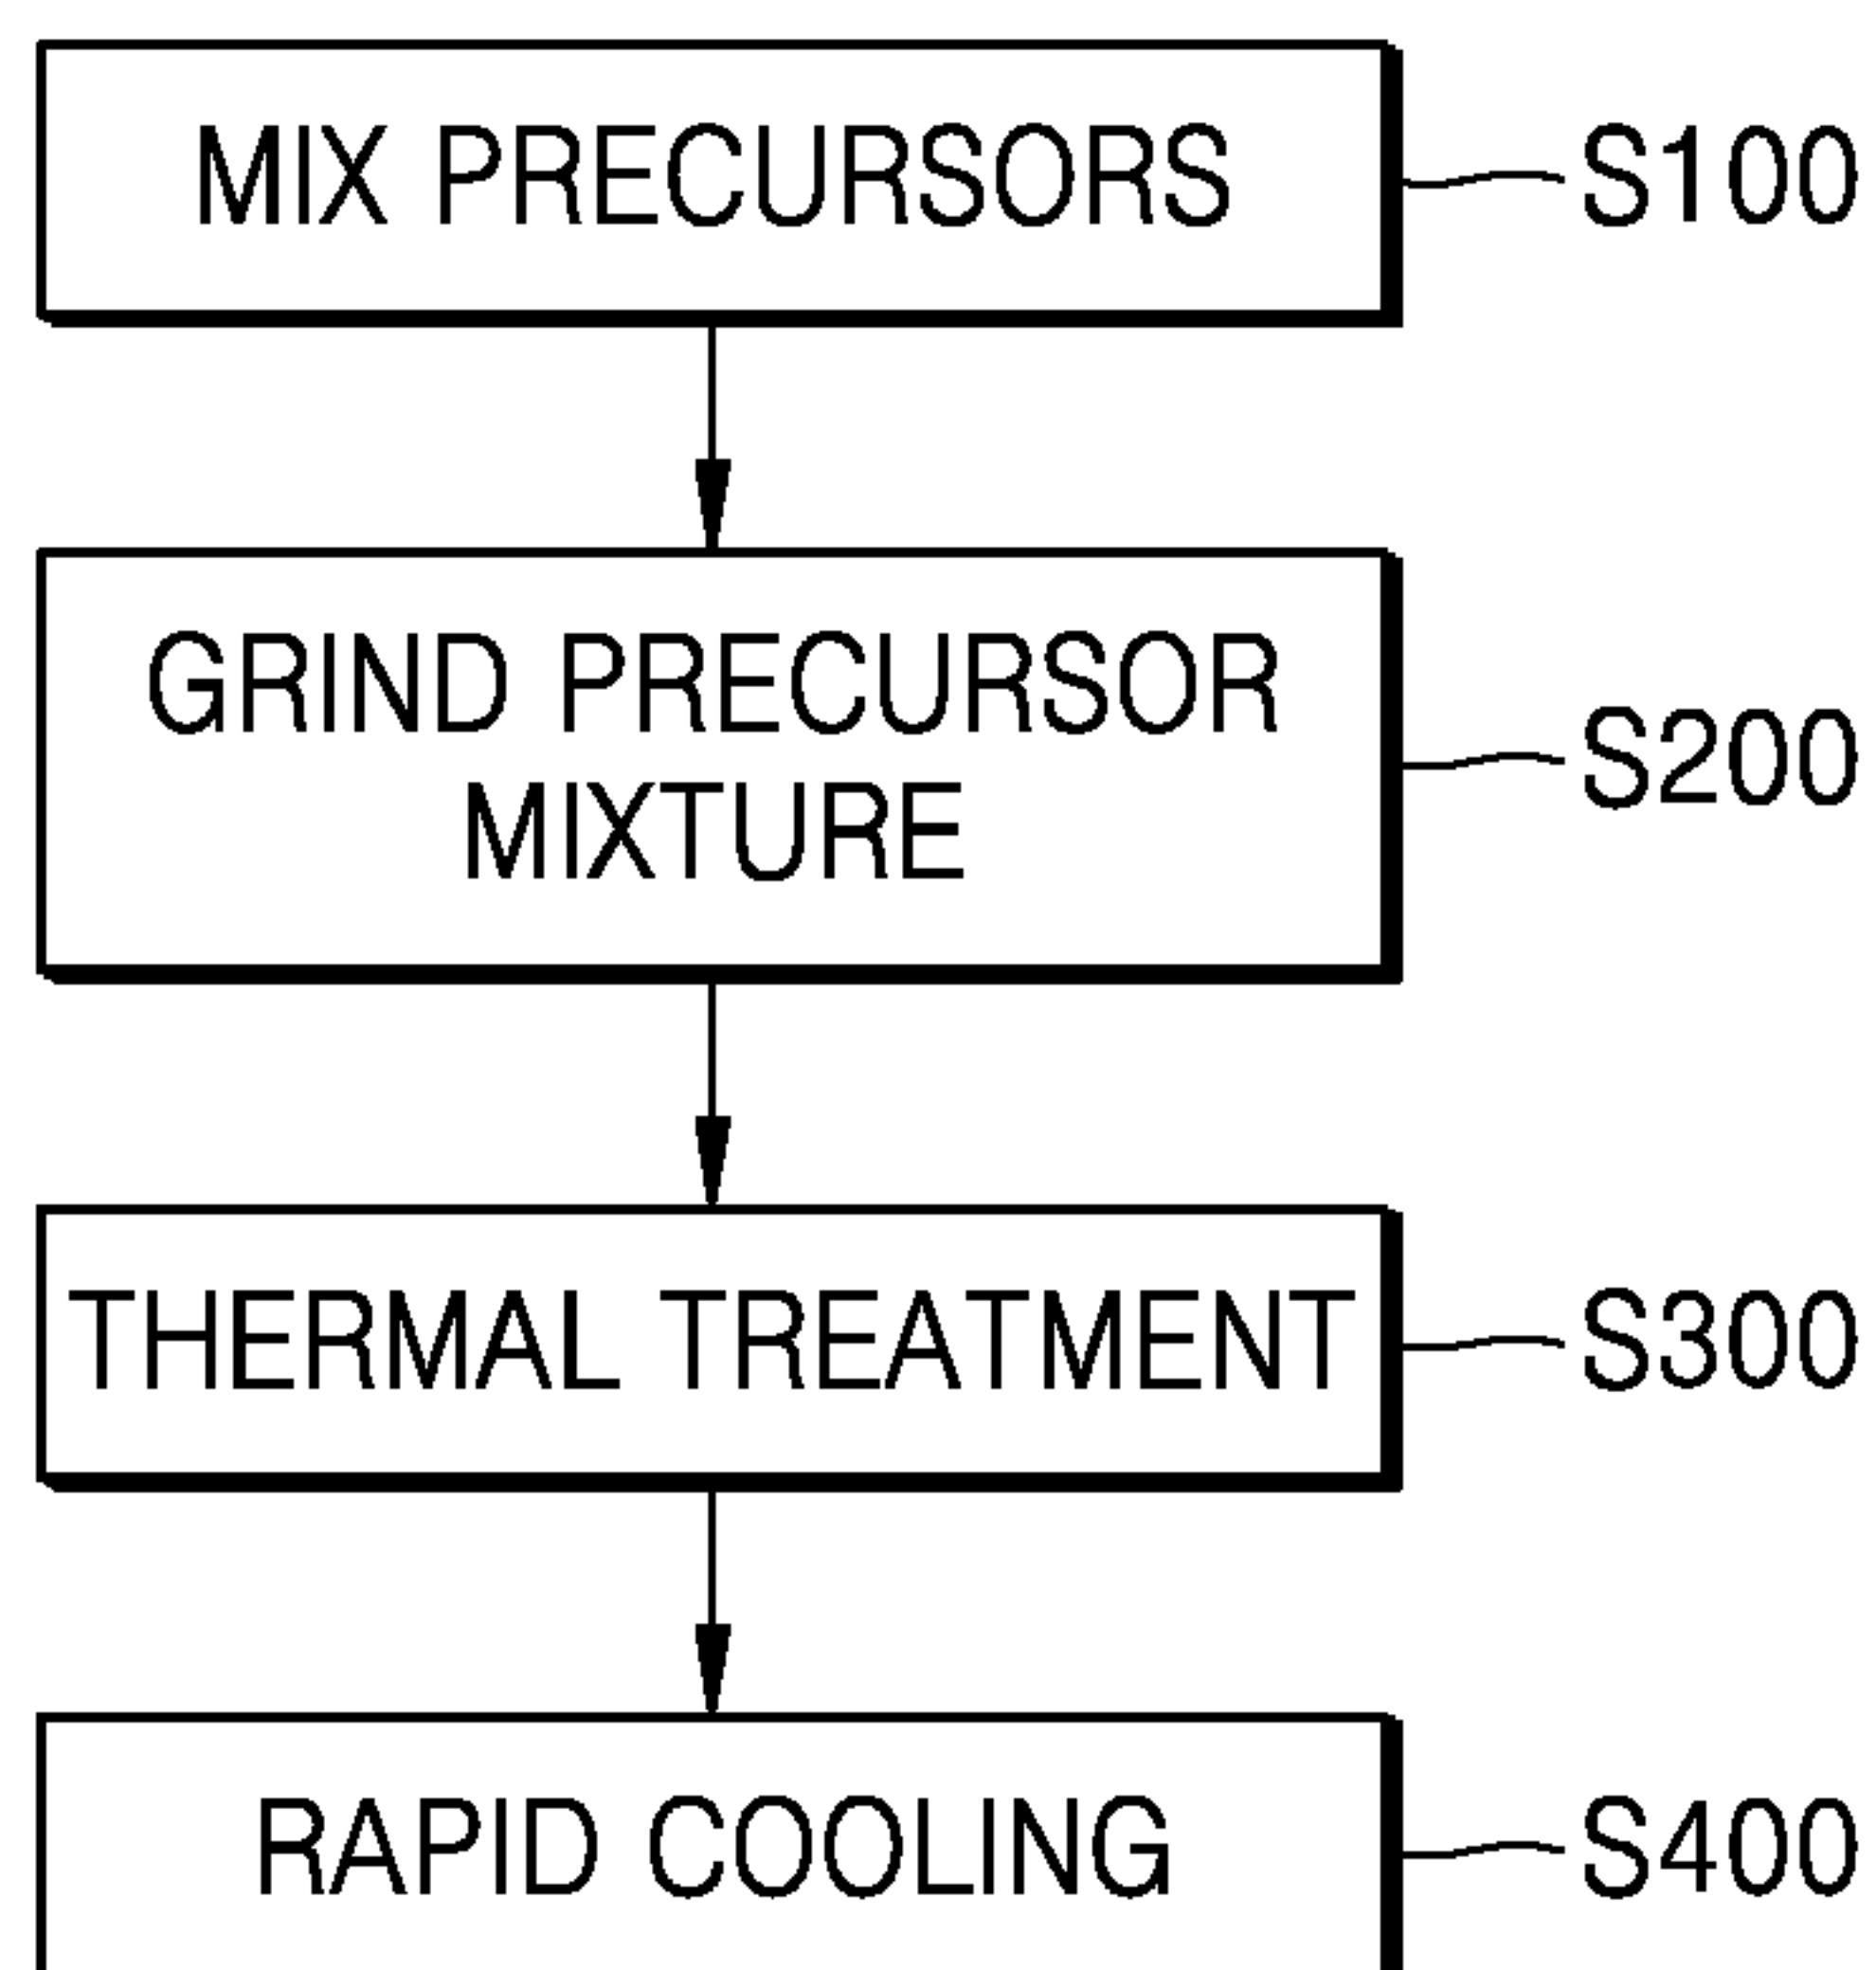 MIX PRECURSORS
S100
GRIND PRECURSOR
MIXTURE
S200
THERMAL TREATMENT
S300
RAPID COOLING
S400